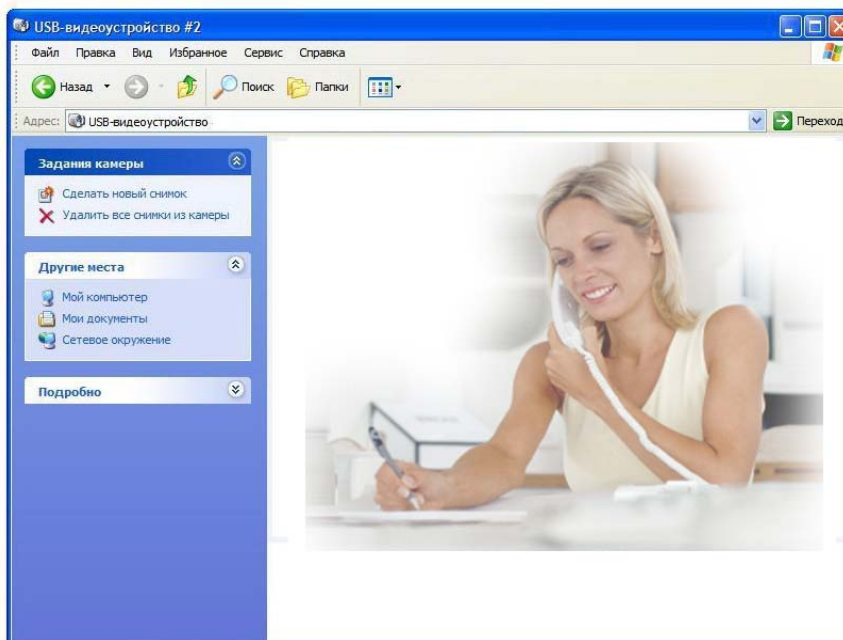 USB-видеоустройство #2
Файл Правка Вид Избранное Сервис Справка
Назад Поиск Папки
Адрес: USB-видеоустройство Переход
Задания камеры
Сделать новый снимок
Удалить все снимки из камеры
Другие места
Мой компьютер
Мои документы
Сетевое окружение
Подробно